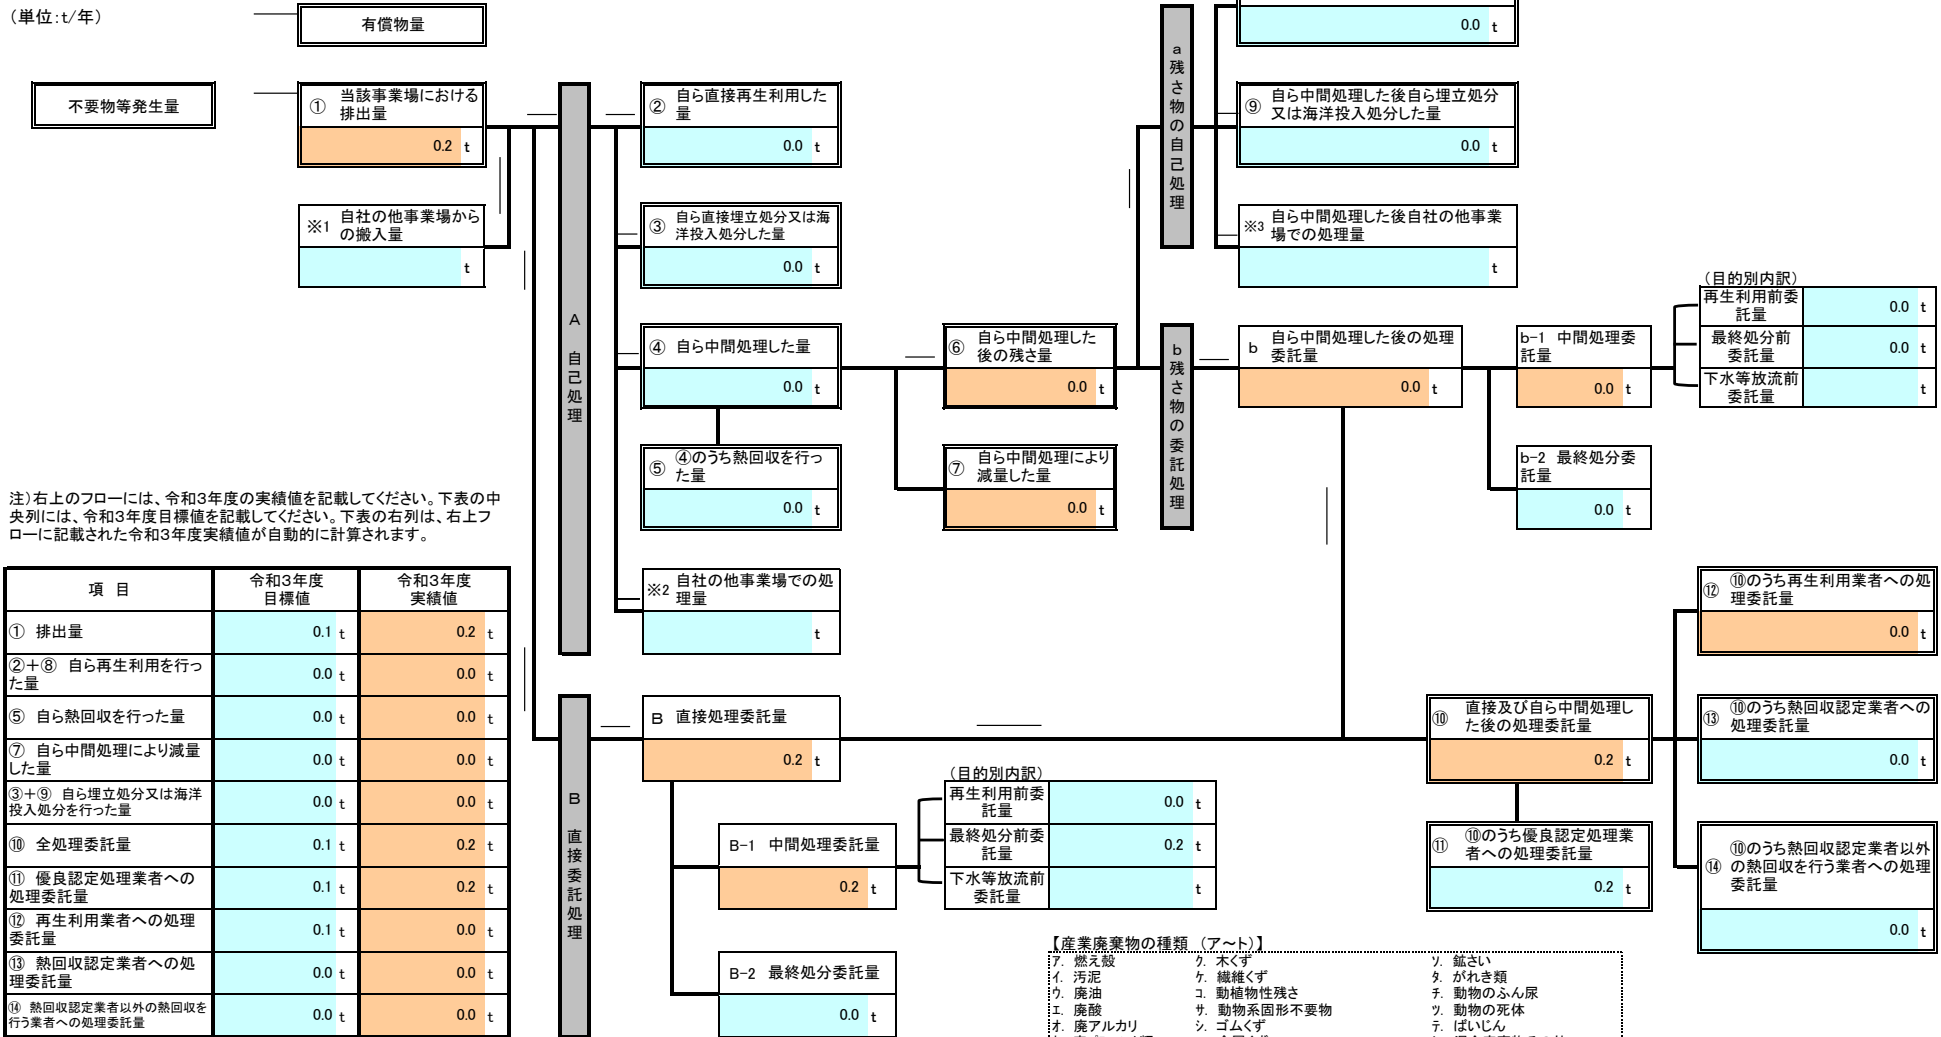 （単位：t/年）
有償物量
0.0 t
不要物等発生量
① 当該事業場における
排出量
0.2 t
※1 自社の他事業場から
の搬入量
t
A 自己処理
② 自ら直接再生利用した
量
0.0 t
③ 自ら直接埋立処分又は海
洋投入処分した量
0.0 t
④ 自ら中間処理した量
0.0 t
⑤ ④のうち熱回収を行っ
た量
0.0 t
※2 自社の他事業場での処
理量
t
⑥ 自ら中間処理した
後の残さ量
0.0 t
⑦ 自ら中間処理により
減量した量
0.0 t
a 残さ物の自己処理
⑨ 自ら中間処理した後自ら埋立処分
又は海洋投入処分した量
0.0 t
※3 自ら中間処理した後自社の他事業
場での処理量
t
b 残さ物の委託処理
b 自ら中間処理した後の処理
委託量
0.0 t
b-1 中間処理委
託量
0.0 t
b-2 最終処分委
託量
0.0 t
（目的別内訳）
再生利用前委
託量
0.0 t
最終処分前
委託量
0.0 t
下水等放流前
委託量
t
注）右上のフローには、令和3年度の実績値を記載してください。下表の中
央列には、令和3年度目標値を記載してください。下表の右列は、右上フ
ローに記載された令和3年度実績値が自動的に計算されます。
項 目 令和3年度
目標値 令和3年度
実績値
① 排出量 0.1 t 0.2 t
②＋⑧ 自ら再生利用を行っ
た量 0.0 t 0.0 t
⑤ 自ら熱回収を行った量 0.0 t 0.0 t
⑦ 自ら中間処理により減量
した量 0.0 t 0.0 t
③＋⑨ 自ら埋立処分又は海洋
投入処分を行った量 0.0 t 0.0 t
⑩ 全処理委託量 0.1 t 0.2 t
⑪ 優良認定処理業者への
処理委託量 0.1 t 0.2 t
⑫ 再生利用業者への処理
委託量 0.1 t 0.0 t
⑬ 熱回収認定業者への処
理委託量 0.0 t 0.0 t
⑭ 熱回収認定業者以外の熱回収を
行う業者への処理委託量 0.0 t 0.0 t
B 直接委託処理
B 直接処理委託量
0.2 t
B-1 中間処理委託量
0.2 t
B-2 最終処分委託量
0.0 t
（目的別内訳）
再生利用前委
託量
0.0 t
最終処分前委
託量
0.2 t
下水等放流前
委託量
t
⑩ 直接及び自ら中間処理し
た後の処理委託量
0.2 t
⑪ ⑩のうち優良認定処理業
者への処理委託量
0.2 t
⑫ ⑩のうち再生利用業者への処
理委託量
0.0 t
⑬ ⑩のうち熱回収認定業者への
処理委託量
0.0 t
⑭ ⑩のうち熱回収認定業者以外
の熱回収を行う業者への処理
委託量
0.0 t
【産業廃棄物の種類 （ア～ト）】
ア. 燃え殻 ク. 木くず ソ. 鉱さい
イ. 汚泥 ケ. 繊維くず タ. がれき類
ウ. 廃油 コ. 動植物性残さ チ. 動物のふん尿
エ. 廃酸 サ. 動物系固形不要物 ツ. 動物の死体
オ. 廃アルカリ シ. ゴムくず テ. ばいじん